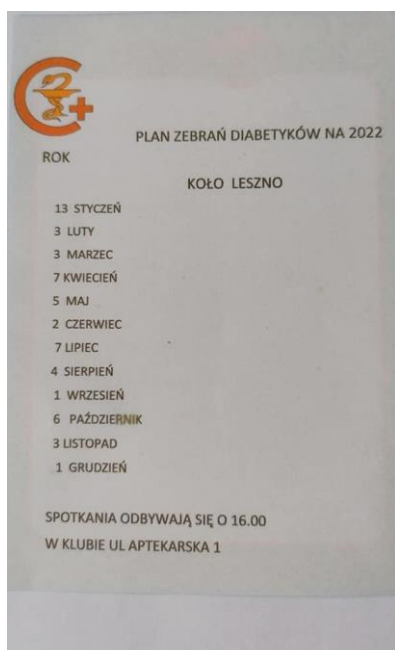 PLAN ZEBRAŃ DIABETYKÓW NA 2022
ROK
KOŁO LESZNO
13 STYCZEŃ
3 LUTY
3 MARZEC
7 KWIECIEŃ
5 MAJ
2 CZERWIEC
7 LIPIEC
4 SIERPIEŃ
1 WRZESIEŃ
6 PAŹDZIERNIK
3 LISTOPAD
1 GRUDZIEŃ
SPOTKANIA ODBYWAJĄ SIĘ O 16.00
W KLUBIE UL APTEKARSKA 1